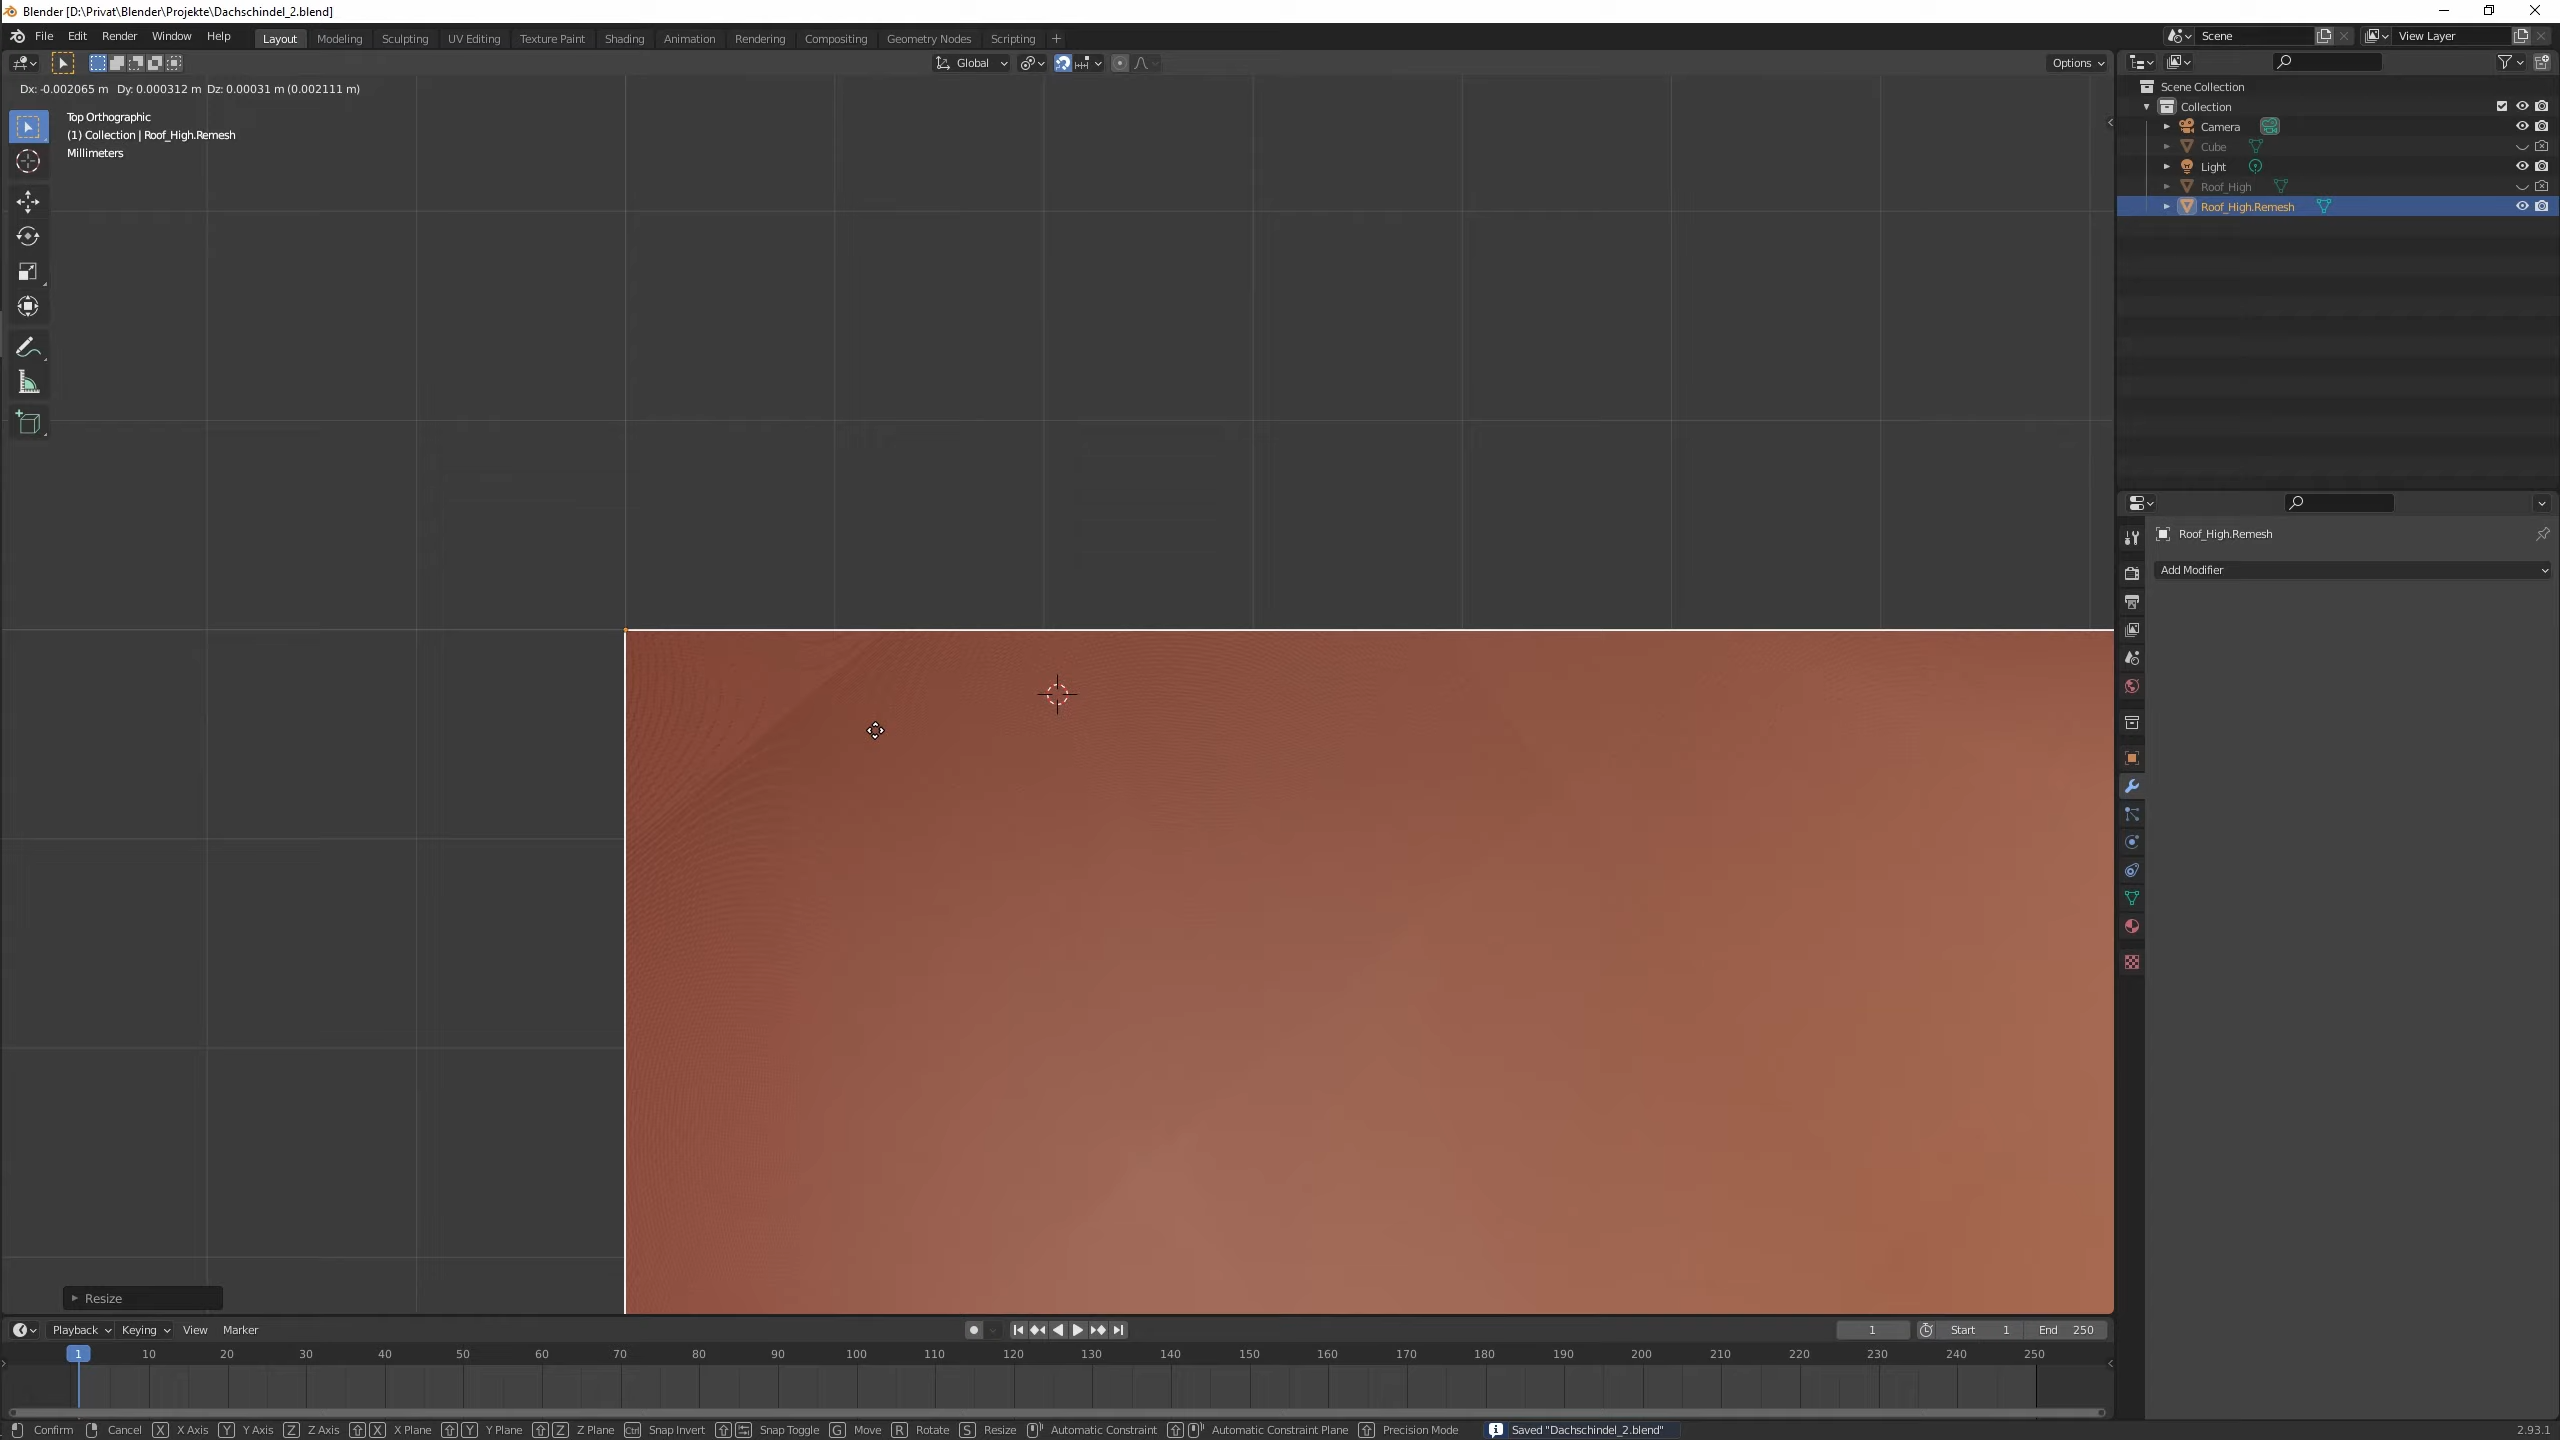 Blender [D:\Privat\Blender\Projekte\Dachschindel_2.blend]
File Edit Render Window Help Layout Modeling Sculpting UV Editing Texture Paint Shading Animation Rendering Compositing Geometry Nodes Scripting + Scene View Layer
Global Options
Dx: -0.002065 m Dy: 0.000312 m Dz: 0.00031 m (0.002111 m)
Top Orthographic
(1) Collection | Roof_High.Remesh
Millimeters
Scene Collection
Collection
Camera
Cube
Light
Roof_High
Roof_High.Remesh
Roof_High.Remesh
Add Modifier
Resize
Playback Keying View Marker 1 Start 1 End 250
1 10 20 30 40 50 60 70 80 90 100 110 120 130 140 150 160 170 180 190 200 210 220 230 240 250
Confirm Cancel X X Axis Y Y Axis Z Z Axis X X Plane Y Y Plane Z Z Plane Ctrl Snap Invert Snap Toggle G Move R Rotate S Resize Automatic Constraint Automatic Constraint Plane Precision Mode Saved "Dachschindel_2.blend" 2.93.1